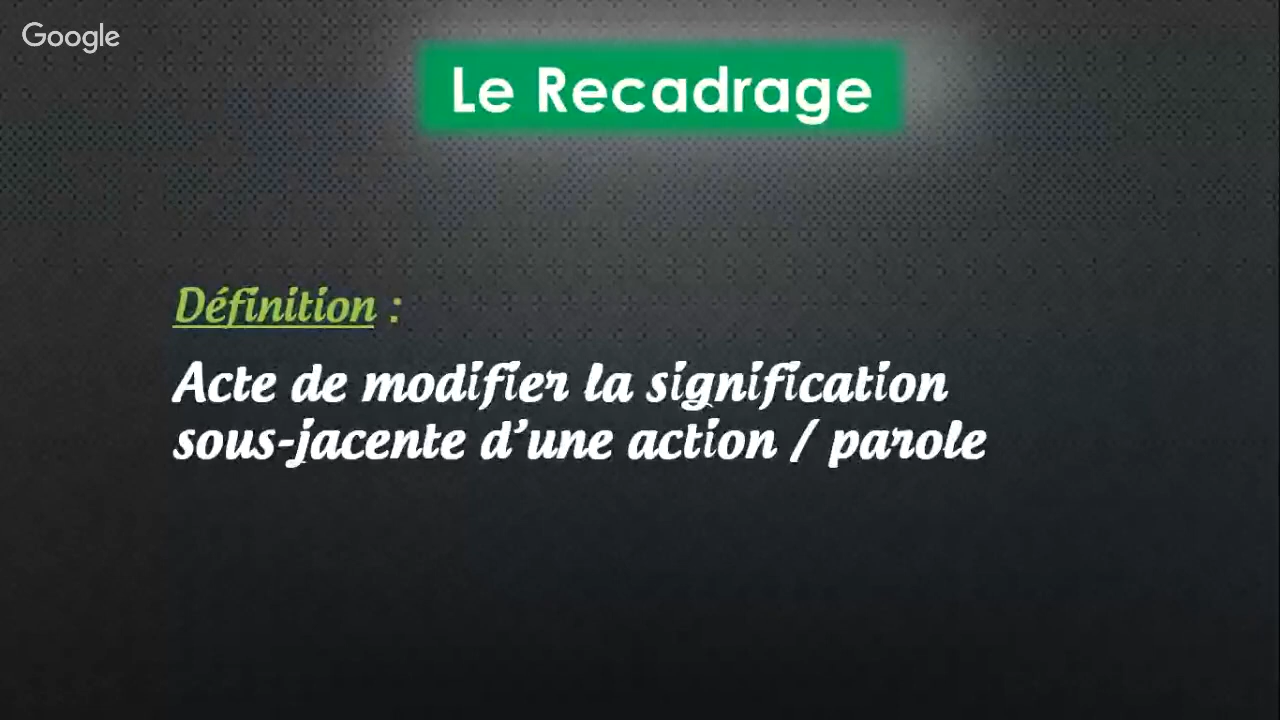 Google
Le Recadrage
Définition :
Acte de modifier la signification
sous-jacente d’une action / parole